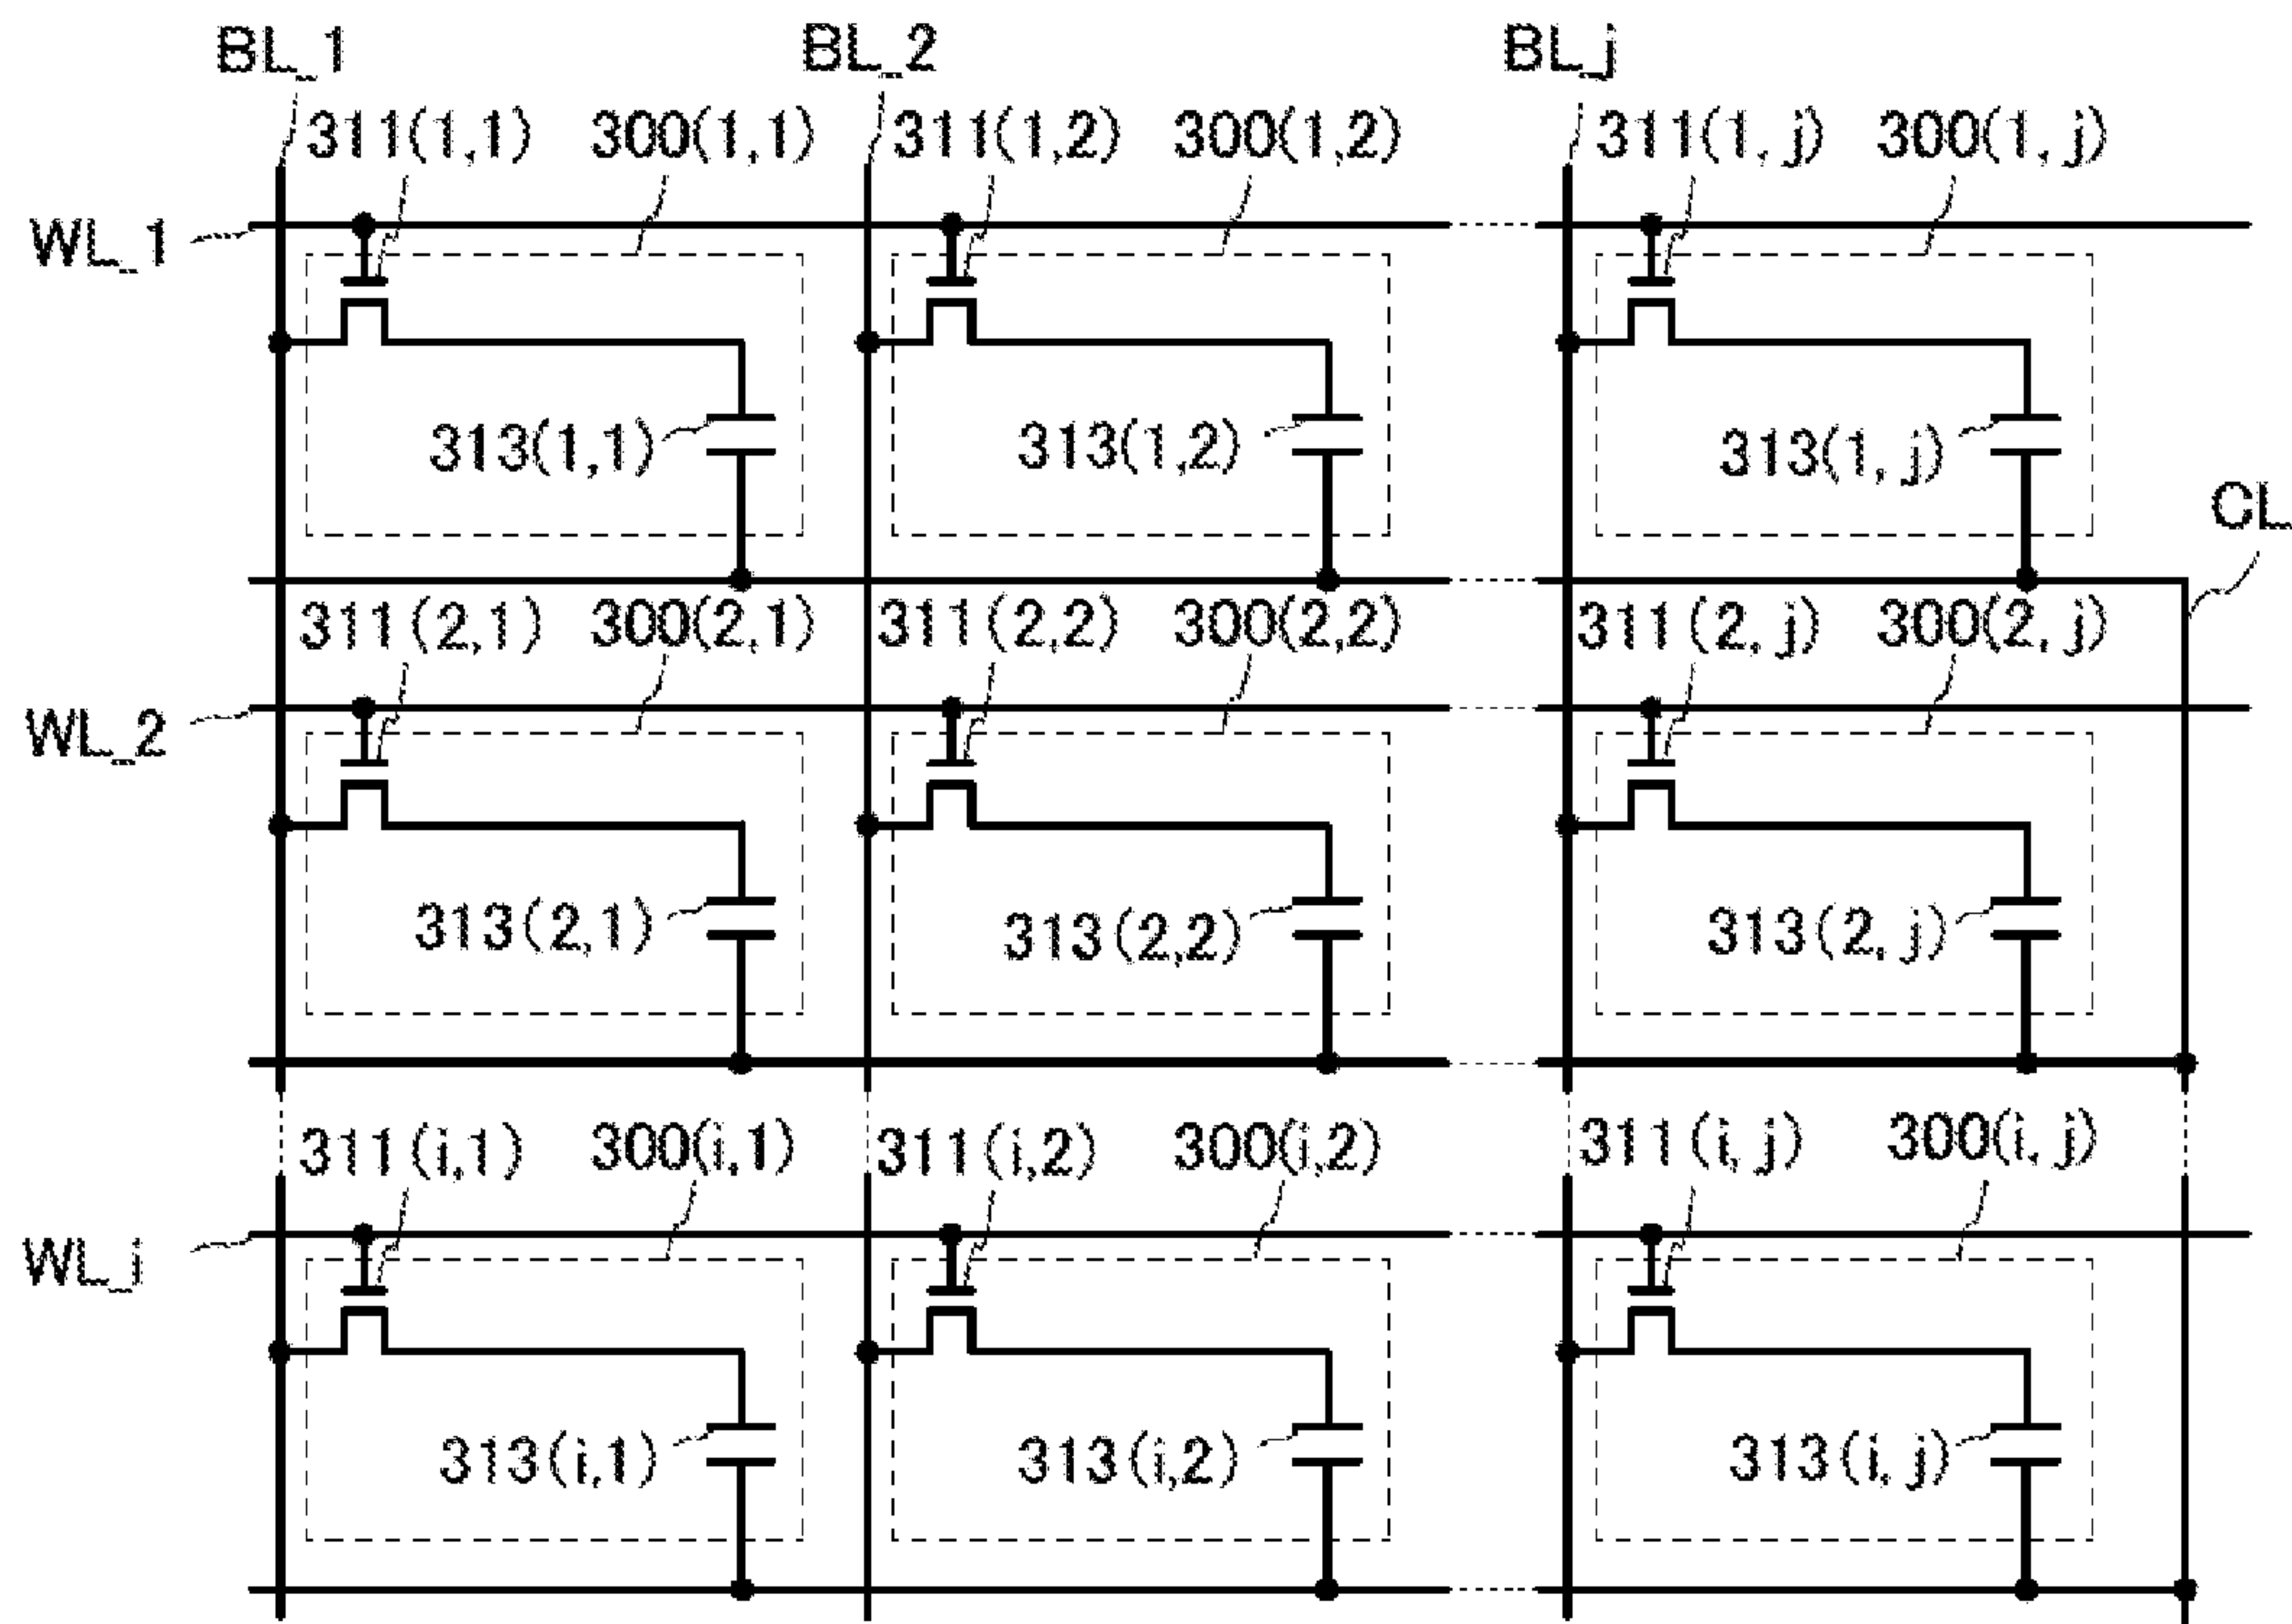 BL_1 BL_2 BL_j
311(1,1) 300(1,1) 311(1,2) 300(1,2) 311(1, j) 300(1, j)
WL_1
313(1,1) 313(1,2) 313(1, j)
CL
311(2,1) 300(2,1) 311(2,2) 300(2,2) 311(2, j) 300(2, j)
WL_2
313(2,1) 313(2,2) 313(2, j)
311(i,1) 300(i,1) 311(i,2) 300(i,2) 311(i, j) 300(i, j)
WL_i
313(i,1) 313(i,2) 313(i, j)